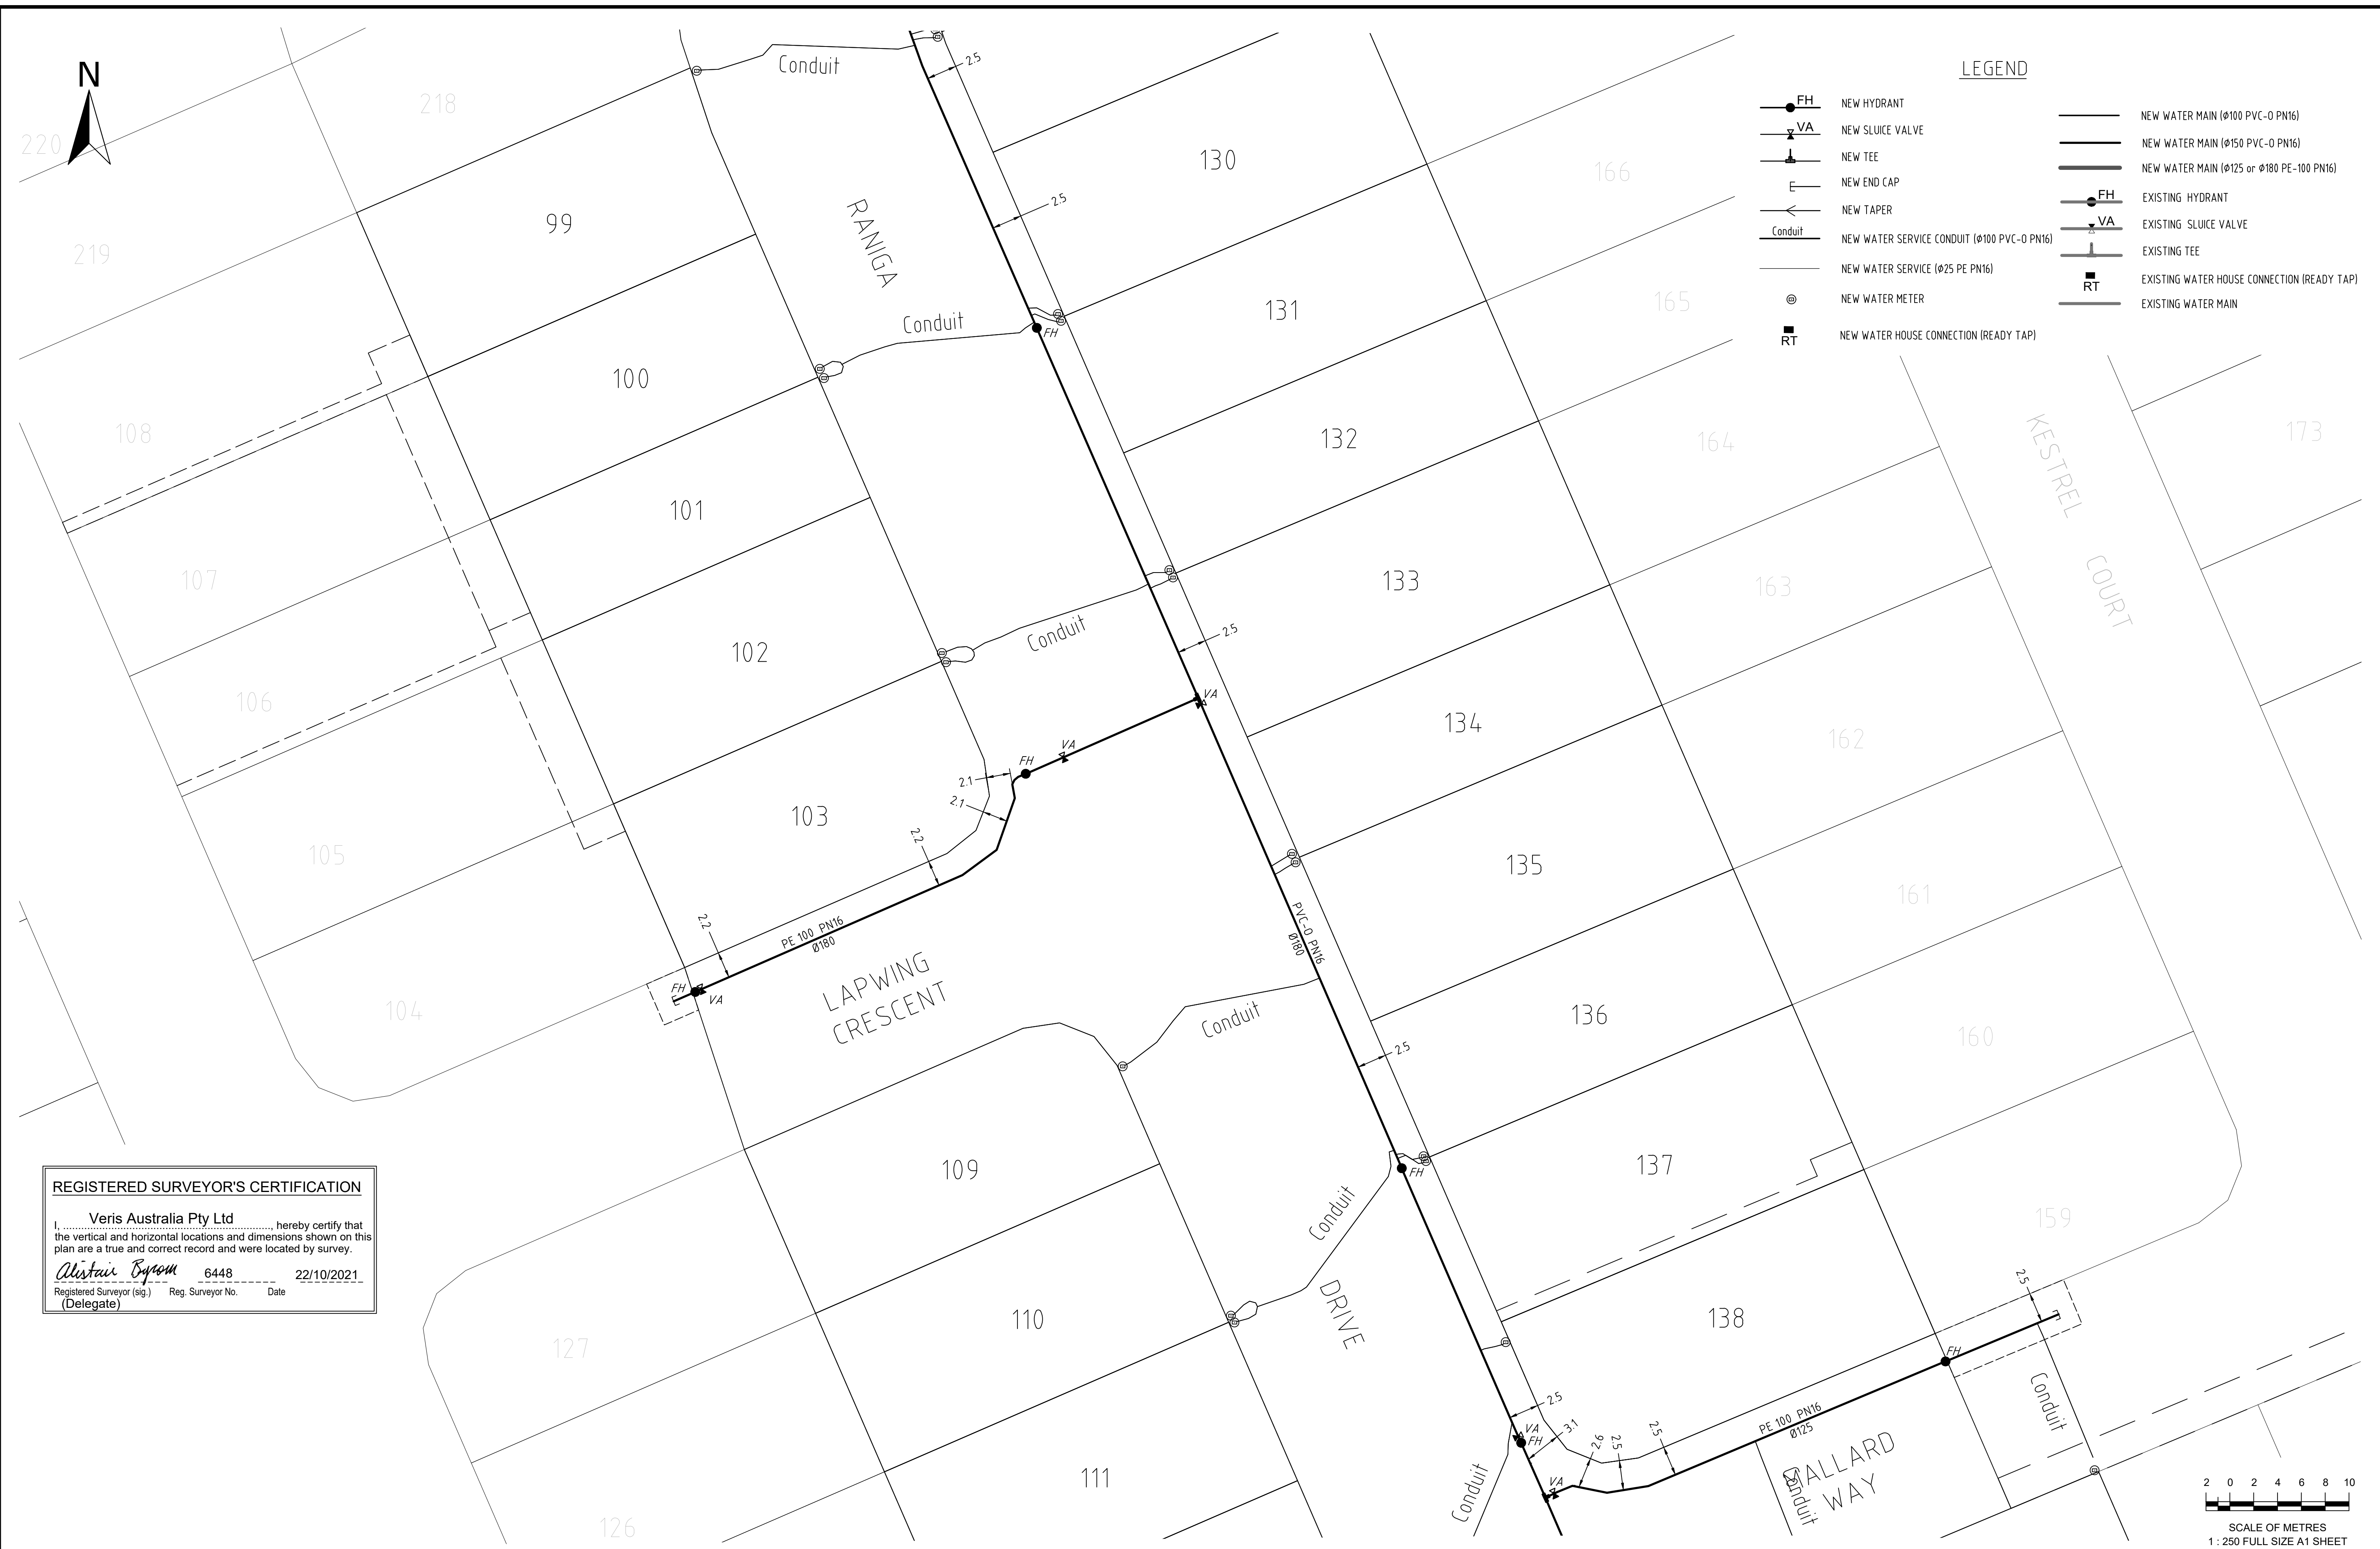 N
LEGEND
FH
NEW HYDRANT
VA
NEW SLUICE VALVE
NEW TEE
NEW END CAP
NEW TAPER
Conduit
NEW WATER SERVICE CONDUIT (Ø100 PVC-O PN16)
NEW WATER SERVICE (Ø25 PE PN16)
NEW WATER METER
RT
NEW WATER HOUSE CONNECTION (READY TAP)
NEW WATER MAIN (Ø100 PVC-O PN16)
NEW WATER MAIN (Ø150 PVC-O PN16)
NEW WATER MAIN (Ø125 or Ø180 PE-100 PN16)
FH
EXISTING HYDRANT
VA
EXISTING SLUICE VALVE
EXISTING TEE
RT
EXISTING WATER HOUSE CONNECTION (READY TAP)
EXISTING WATER MAIN
Conduit
2.5
218
220
130
166
2.5
RANIGA
99
219
165
131
Conduit
FH
100
108
132
164
173
KESTREL
COURT
101
107
133
163
Conduit
2.5
102
106
VA
134
162
VA
FH
2.1
2.1
103
2.2
105
135
161
PVC-O PN16
Ø180
2.2
PE 100 PN16
Ø180
LAPWING
CRESCENT
FH
VA
104
Conduit
136
2.5
160
109
FH
137
Conduit
159
110
127
DRIVE
138
2.5
FH
Conduit
2.5
VA
FH
3.1
2.6
2.5
2.5
PE 100 PN16
Ø125
MALLARD
WAY
Conduit
VA
Conduit
111
126
REGISTERED SURVEYOR'S CERTIFICATION
I, Veris Australia Pty Ltd, hereby certify that
the vertical and horizontal locations and dimensions shown on this
plan are a true and correct record and were located by survey.
Alistair Byrom 6448 22/10/2021
Registered Surveyor (sig.) Reg. Surveyor No. Date
(Delegate)
2 0 2 4 6 8 10
SCALE OF METRES
1 : 250 FULL SIZE A1 SHEET